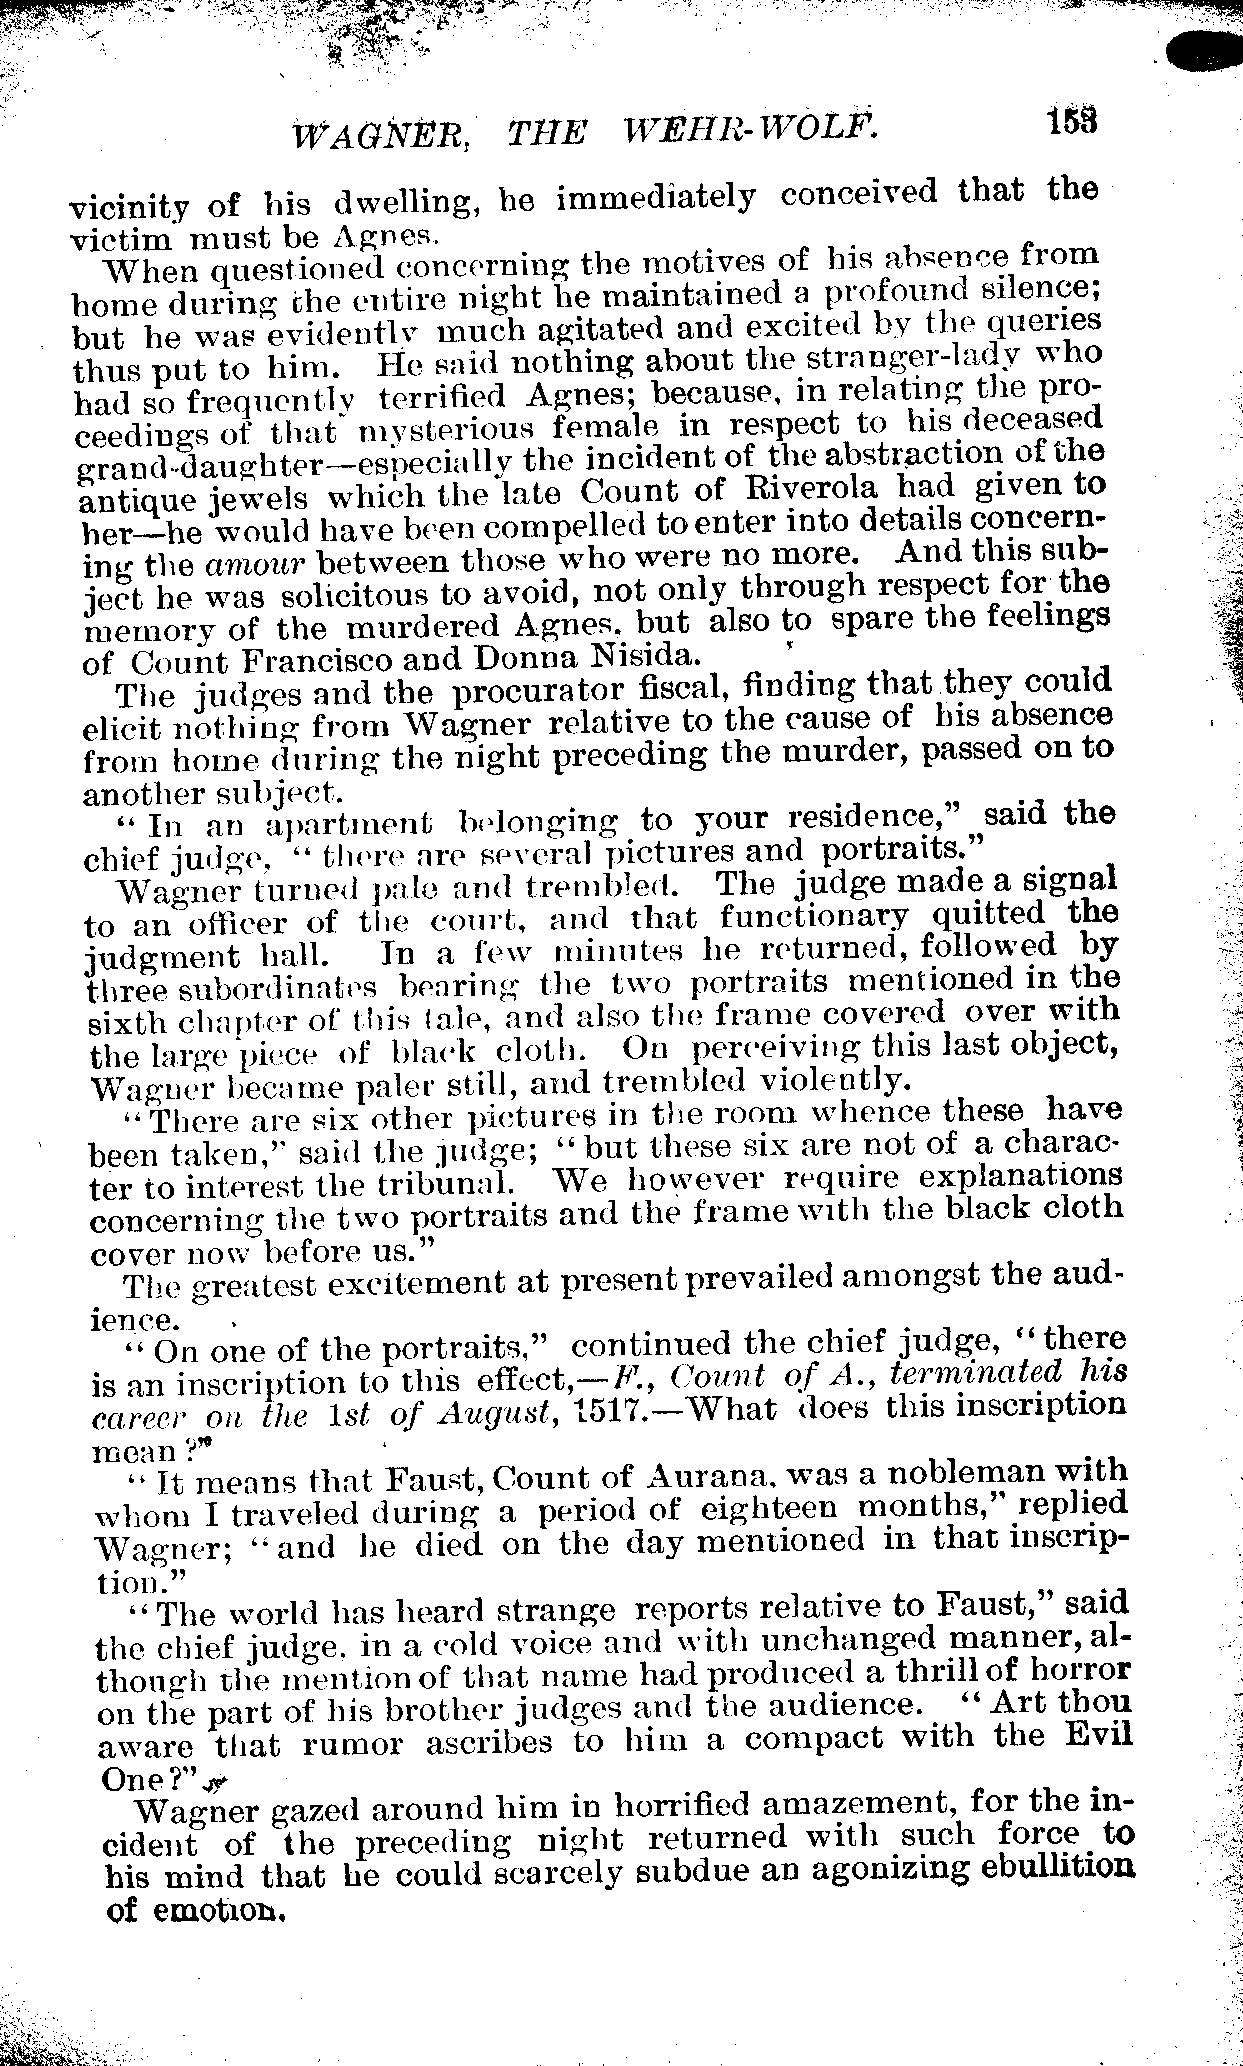 WAGNER, THE WEHR-WOLF. 153
vicinity of his dwelling, he immediately conceived that the
victim must be Agnes.
When questioned concerning the motives of his absence from
home during the entire night he maintained a profound silence;
but he was evidently much agitated and excited by the queries
thus put to him. He said nothing about the stranger-lady who
had so frequently terrified Agnes; because, in relating the pro-
ceedings of that mysterious female in respect to his deceased
grand-daughter—especially the incident of the abstraction of the
antique jewels which the late Count of Riverola had given to
her—he would have been compelled to enter into details concern-
ing the amour between those who were no more. And this sub-
ject he was solicitous to avoid, not only through respect for the
memory of the murdered Agnes, but also to spare the feelings
of Count Francisco and Donna Nisida.
The judges and the procurator fiscal, finding that they could
elicit nothing from Wagner relative to the cause of his absence
from home during the night preceding the murder, passed on to
another subject.
“ In an apartment belonging to your residence,” said the
chief judge, “ there are several pictures and portraits.”
Wagner turned pale and trembled. The judge made a signal
to an officer of the court, and that functionary quitted the
judgment hall. In a few minutes he returned, followed by
three subordinates bearing the two portraits mentioned in the
sixth chapter of this tale, and also the frame covered over with
the large piece of black cloth. On perceiving this last object,
Wagner became paler still, and trembled violently.
“ There are six other pictures in the room whence these have
been taken,” said the judge; “ but these six are not of a charac-
ter to interest the tribunal. We however require explanations
concerning the two portraits and the frame with the black cloth
cover now before us.”
The greatest excitement at present prevailed amongst the aud-
ience.
“ On one of the portraits,” continued the chief judge, “ there
is an inscription to this effect,—F., Count of A., terminated his
career on the 1st of August, 1517.—What does this inscription
mean ?”
“ It means that Faust, Count of Aurana, was a nobleman with
whom I traveled during a period of eighteen months,” replied
Wagner; “ and he died on the day mentioned in that inscrip-
tion.”
“ The world has heard strange reports relative to Faust,” said
the chief judge, in a cold voice and with unchanged manner, al-
though the mention of that name had produced a thrill of horror
on the part of his brother judges and the audience. “ Art thou
aware that rumor ascribes to him a compact with the Evil
One ?”
Wagner gazed around him in horrified amazement, for the in-
cident of the preceding night returned with such force to
his mind that he could scarcely subdue an agonizing ebullition
of emotion.